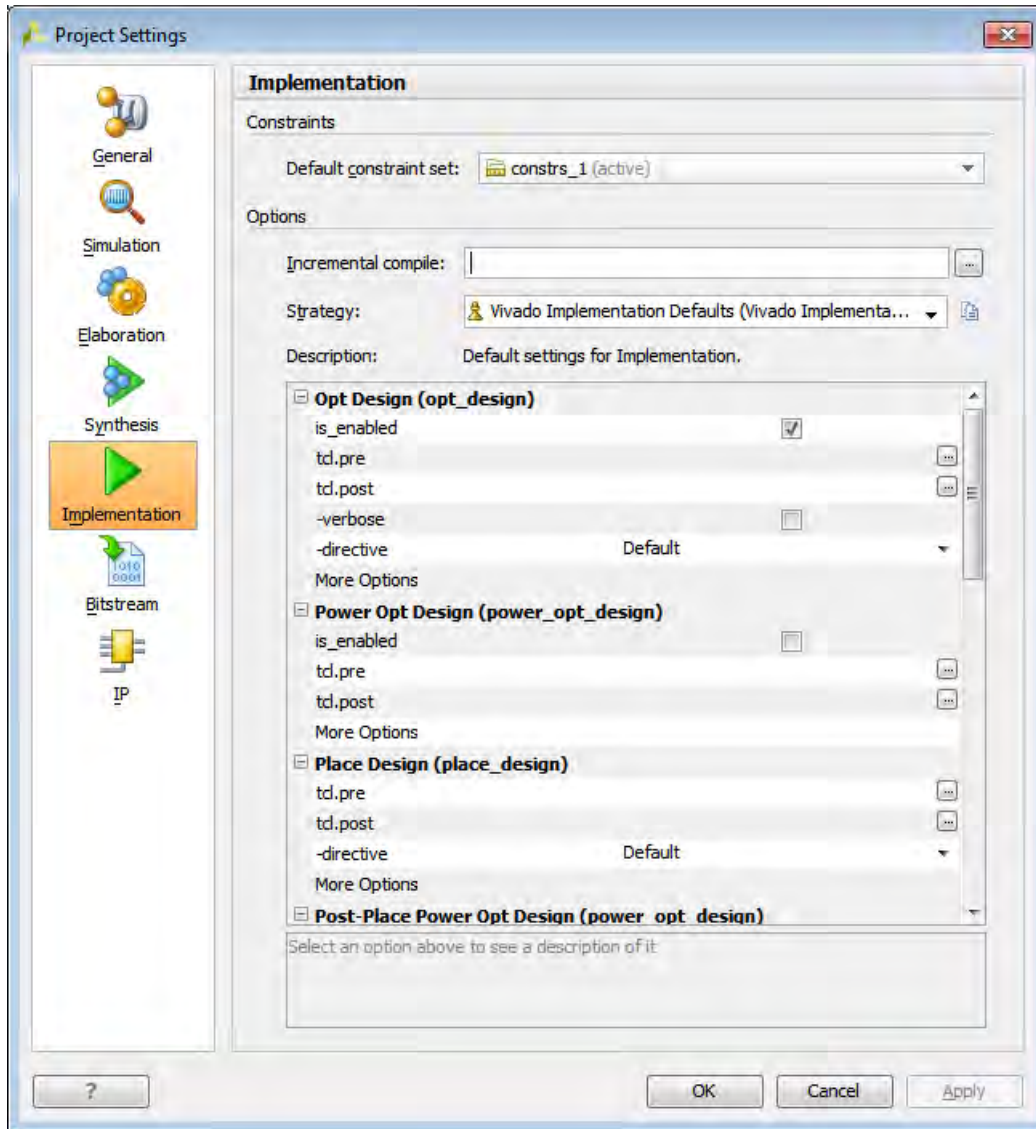 Project Settings
General
Simulation
Elaboration
Synthesis
Implementation
1010
0001
Bitstream
IP
Implementation
Constraints
Default constraint set: constrs_1 (active)
Options
Incremental compile: ...
Strategy: Vivado Implementation Defaults (Vivado Implementa...
Description: Default settings for Implementation.
Opt Design (opt_design)
is_enabled
tcl.pre ...
tcl.post ...
-verbose
-directive Default
More Options
Power Opt Design (power_opt_design)
is_enabled
tcl.pre ...
tcl.post ...
More Options
Place Design (place_design)
tcl.pre ...
tcl.post ...
-directive Default
More Options
Post-Place Power Opt Design (power_opt_design)
Select an option above to see a description of it
? OK Cancel Apply